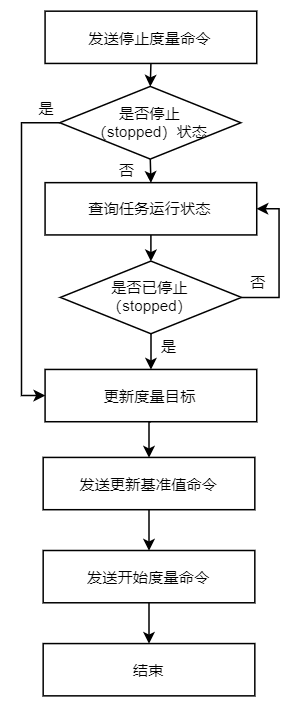 发送停止度量命令
是
是否停止
（stopped）状态
否
查询任务运行状态
否
是否已停止
（stopped）
是
更新度量目标
发送更新基准值命令
发送开始度量命令
结束